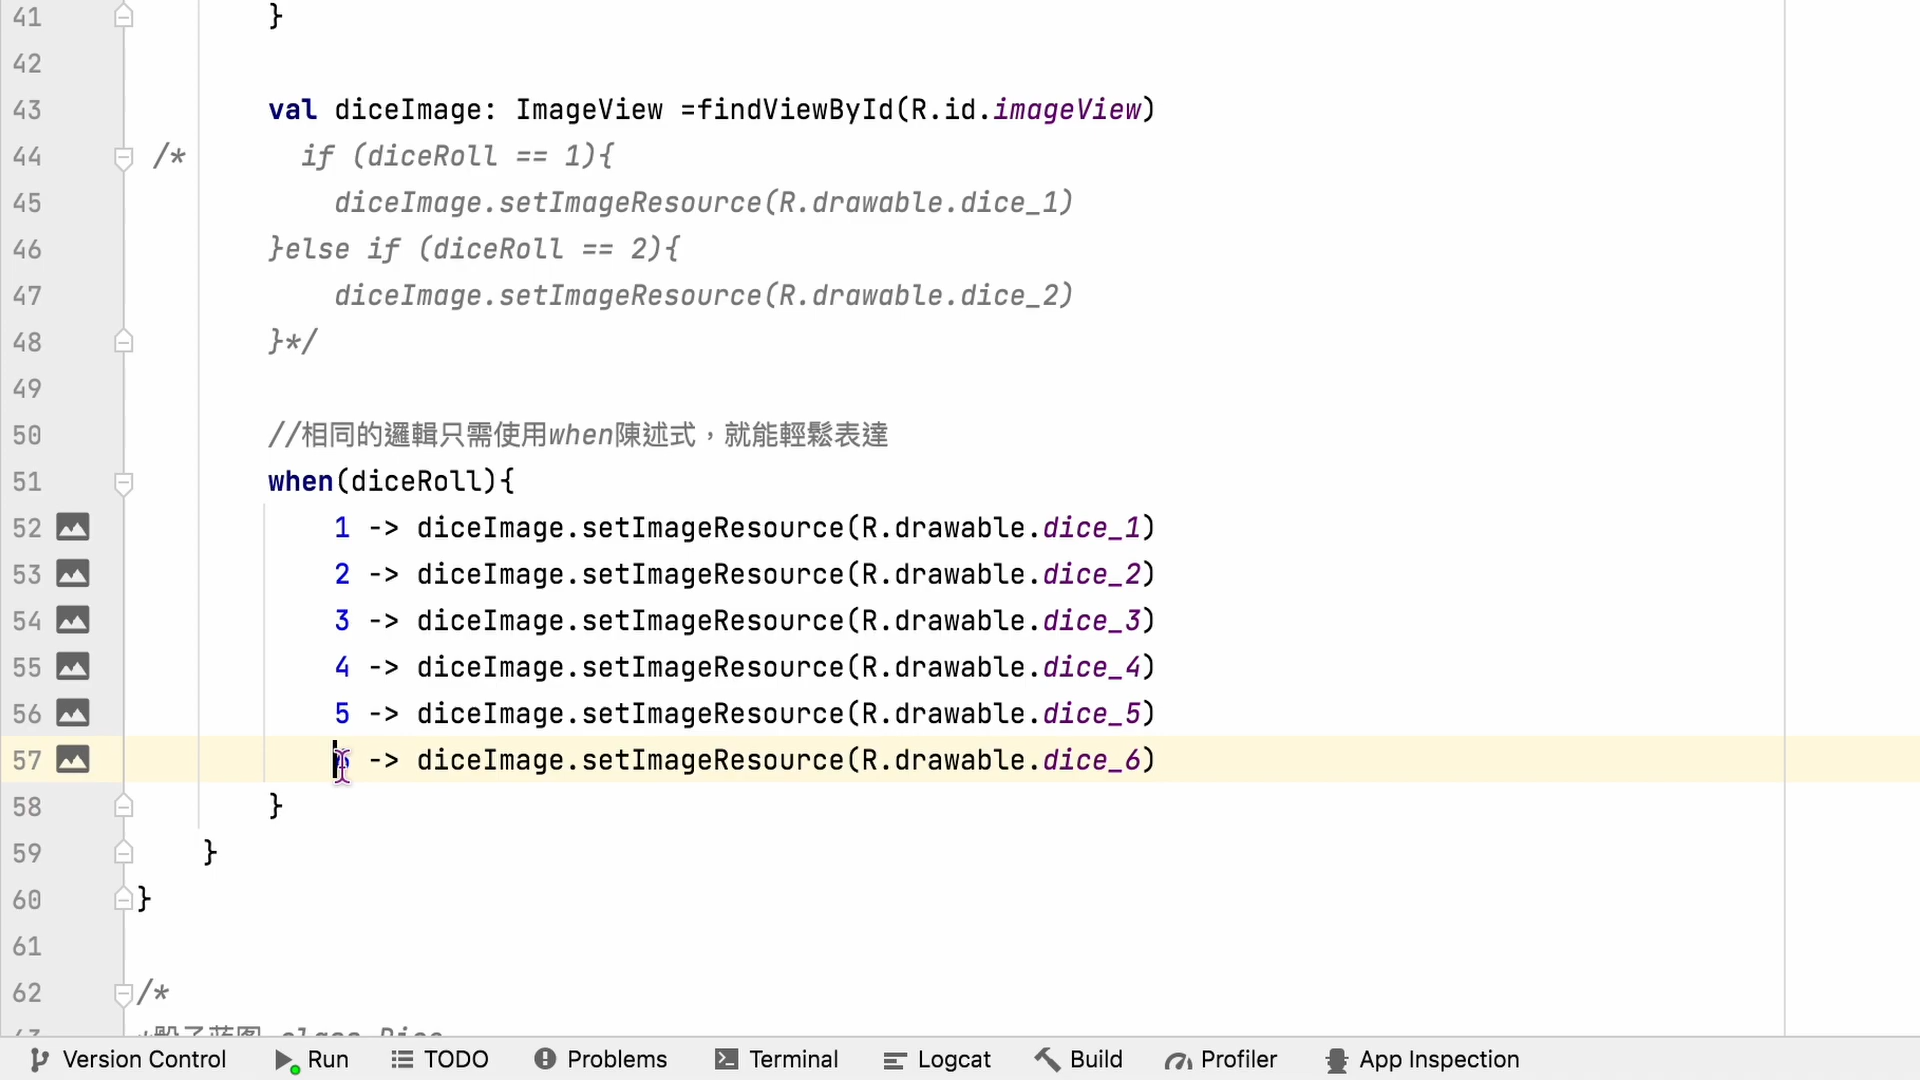 41 }
42
43 val diceImage: ImageView =findViewById(R.id.imageView)
44 /* if (diceRoll == 1){
45 diceImage.setImageResource(R.drawable.dice_1)
46 }else if (diceRoll == 2){
47 diceImage.setImageResource(R.drawable.dice_2)
48 }*/
49
50 //相同的邏輯只需使用when陳述式，就能輕鬆表達
51 when(diceRoll){
52 1 -> diceImage.setImageResource(R.drawable.dice_1)
53 2 -> diceImage.setImageResource(R.drawable.dice_2)
54 3 -> diceImage.setImageResource(R.drawable.dice_3)
55 4 -> diceImage.setImageResource(R.drawable.dice_4)
56 5 -> diceImage.setImageResource(R.drawable.dice_5)
57 6 -> diceImage.setImageResource(R.drawable.dice_6)
58 }
59 }
60 }
61
62 /*
Version Control Run TODO Problems Terminal Logcat Build Profiler App Inspection